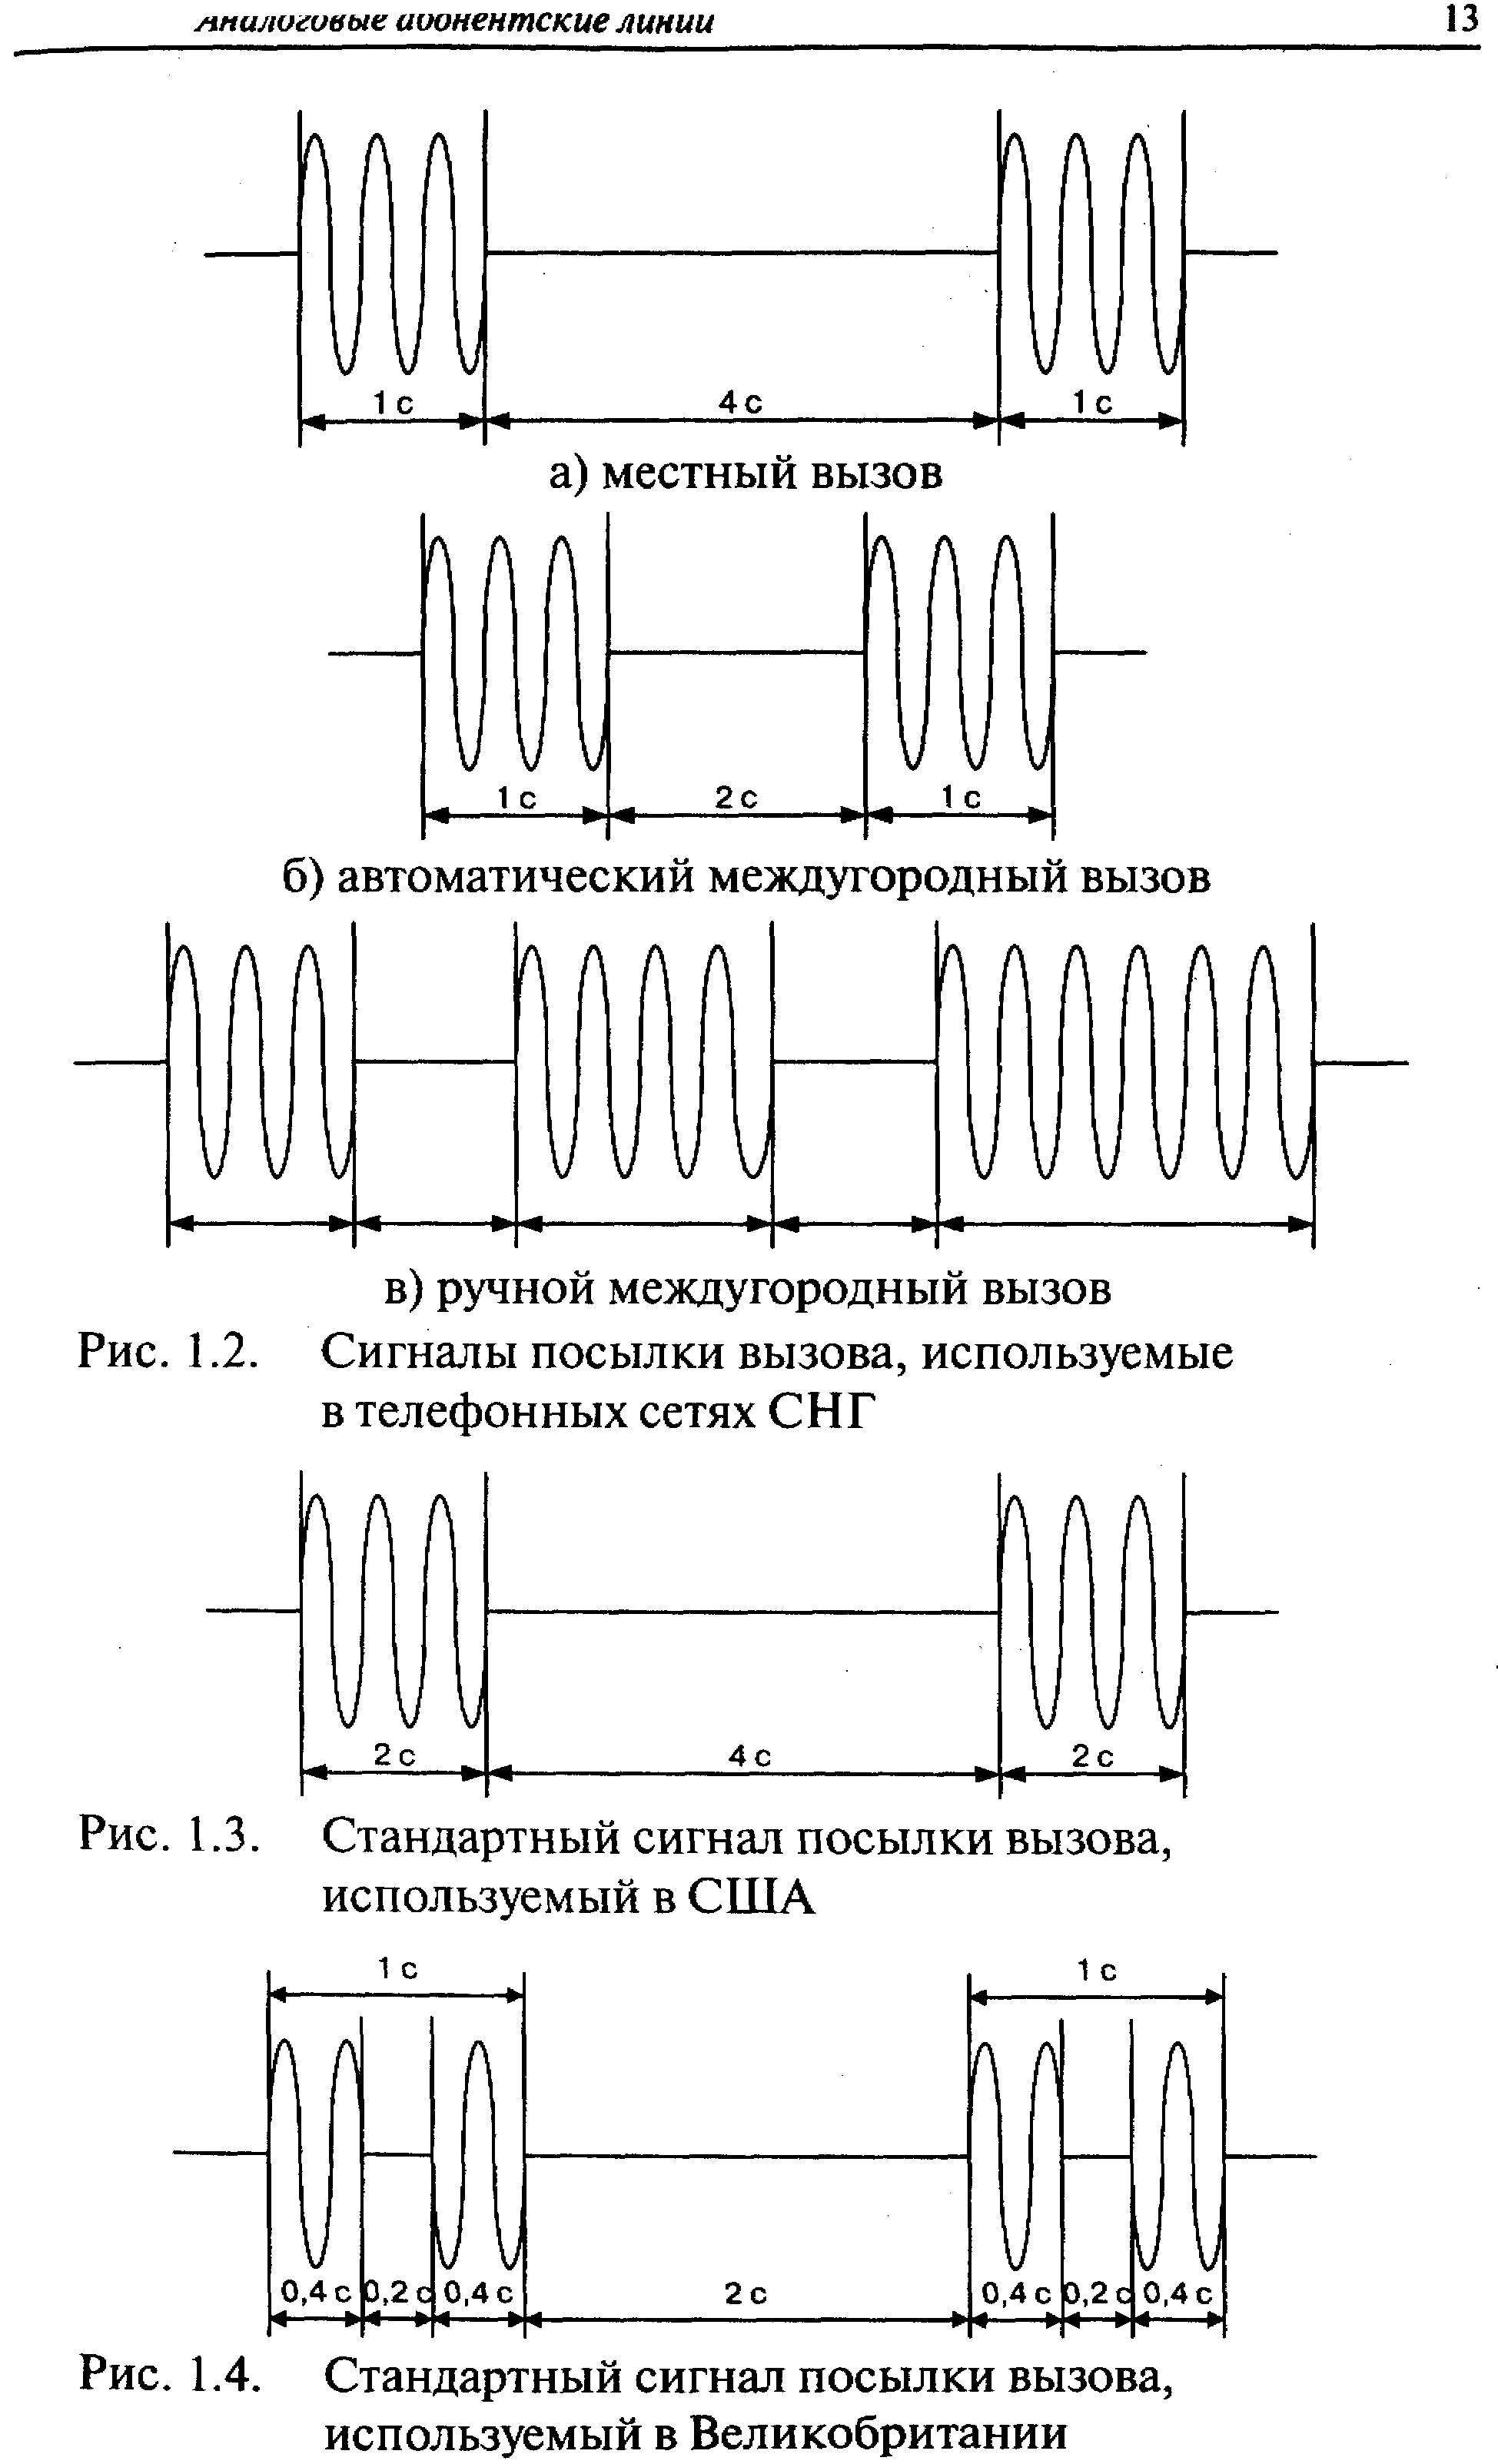 Аналоговые абонентские линии 13
1 с 4 с 1 с
а) местный вызов
1 с 2 с 1 с
б) автоматический междугородный вызов
в) ручной междугородный вызов
Рис. 1.2. Сигналы посылки вызова, используемые
в телефонных сетях СНГ
2 с 4 с 2 с
Рис. 1.3. Стандартный сигнал посылки вызова,
используемый в США
1 с 1 с
0,4 с 0,2 с 0,4 с 2 с 0,4 с 0,2 с 0,4 с
Рис. 1.4. Стандартный сигнал посылки вызова,
используемый в Великобритании